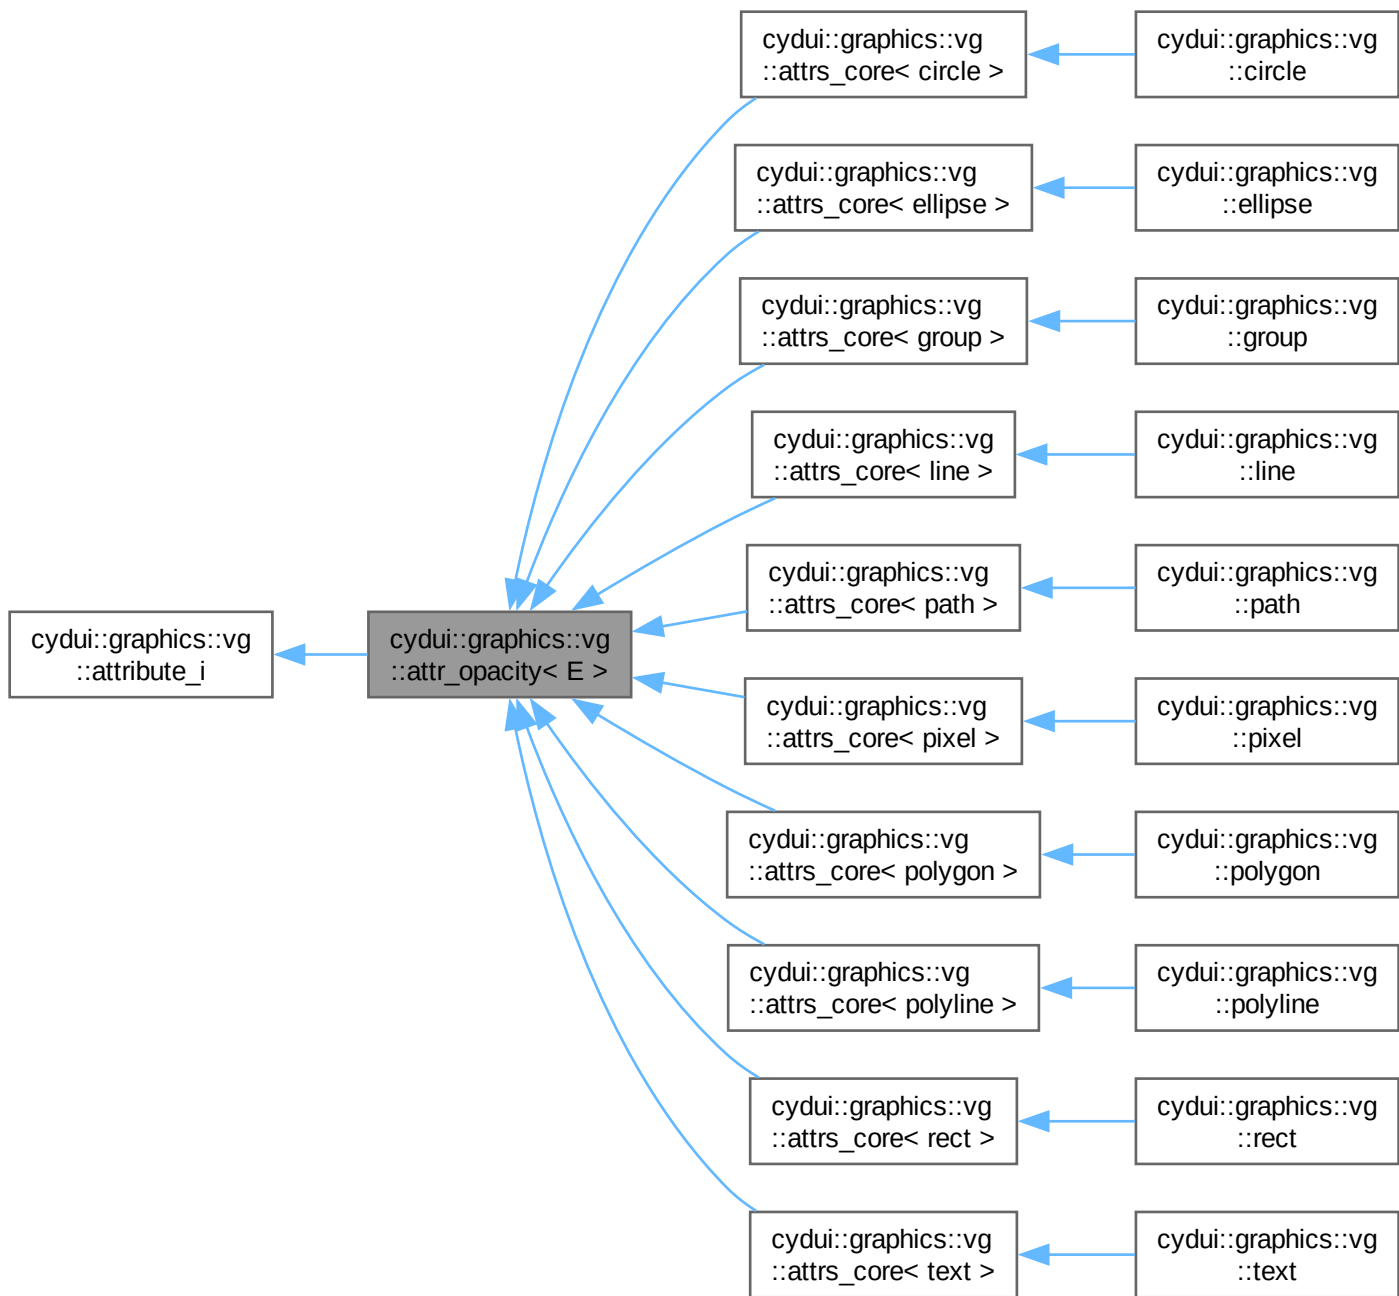 cydui::graphics::vg
::attribute_i
cydui::graphics::vg
::attr_opacity< E >
cydui::graphics::vg
::attrs_core< circle >
cydui::graphics::vg
::circle
cydui::graphics::vg
::attrs_core< ellipse >
cydui::graphics::vg
::ellipse
cydui::graphics::vg
::attrs_core< group >
cydui::graphics::vg
::group
cydui::graphics::vg
::attrs_core< line >
cydui::graphics::vg
::line
cydui::graphics::vg
::attrs_core< path >
cydui::graphics::vg
::path
cydui::graphics::vg
::attrs_core< pixel >
cydui::graphics::vg
::pixel
cydui::graphics::vg
::attrs_core< polygon >
cydui::graphics::vg
::polygon
cydui::graphics::vg
::attrs_core< polyline >
cydui::graphics::vg
::polyline
cydui::graphics::vg
::attrs_core< rect >
cydui::graphics::vg
::rect
cydui::graphics::vg
::attrs_core< text >
cydui::graphics::vg
::text